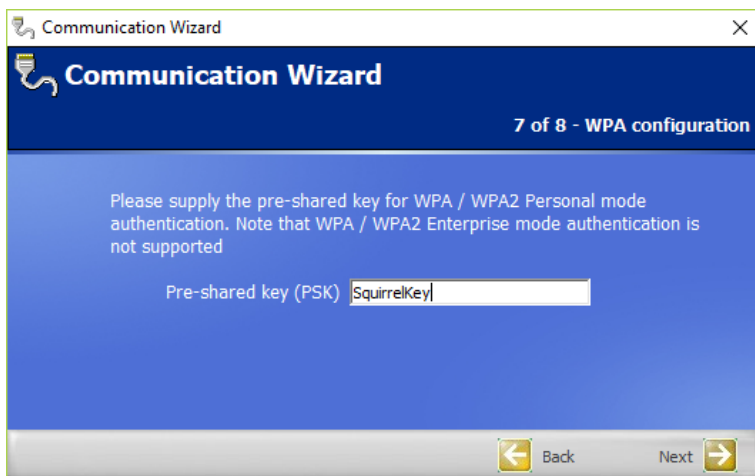 Communication Wizard
Communication Wizard
7 of 8 - WPA configuration
Please supply the pre-shared key for WPA / WPA2 Personal mode
authentication. Note that WPA / WPA2 Enterprise mode authentication is
not supported
Pre-shared key (PSK) SquirrelKey
Back Next